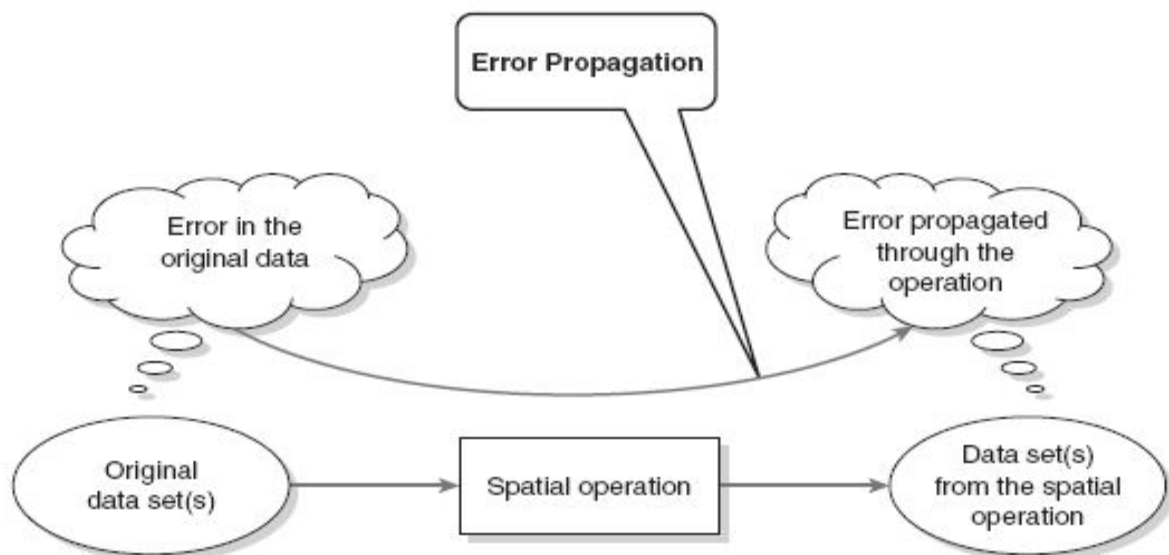 Error Propagation
Error in the
original data
Error propagated
through the
operation
Original
data set(s)
Spatial operation
Data set(s)
from the spatial
operation